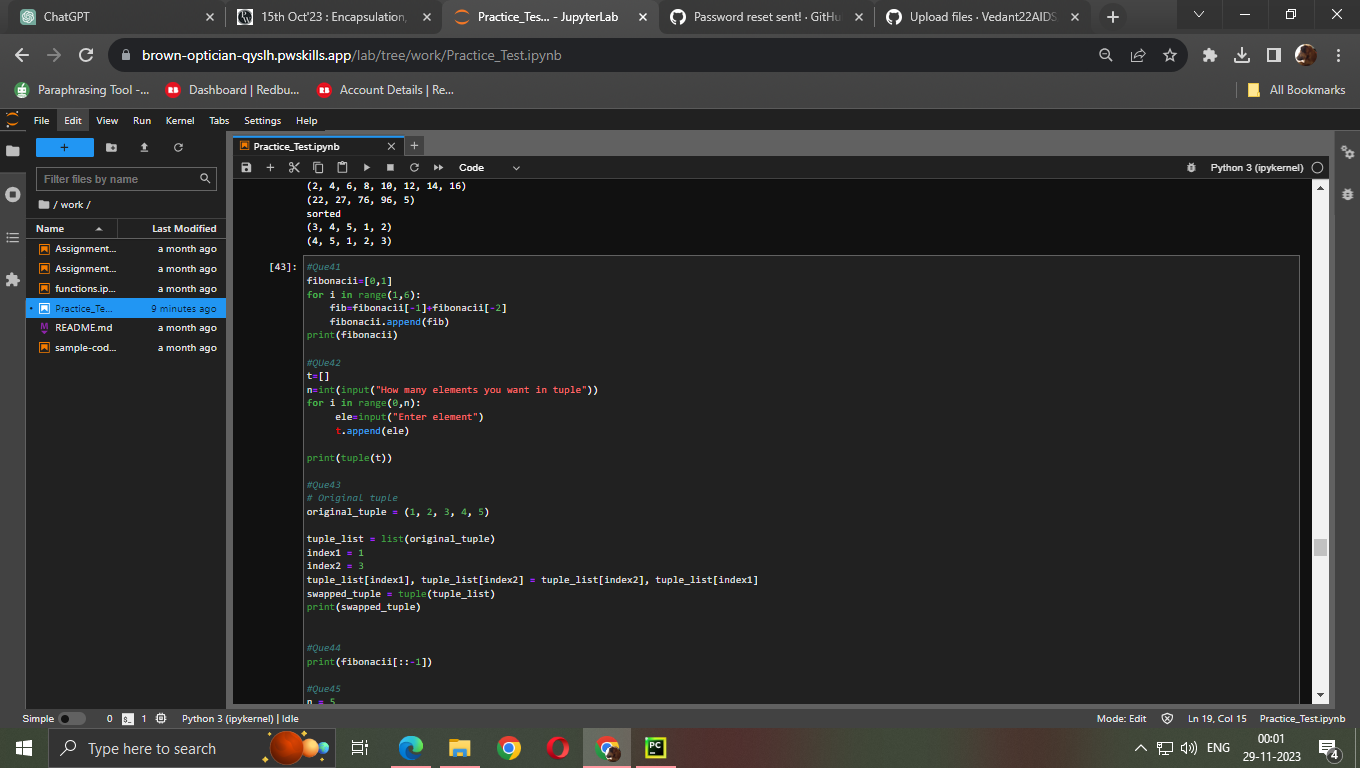 ChatGPT
15th Oct'23 : Encapsulation,
Practice_Tes... - JupyterLab
Password reset sent! · GitHu
Upload files · Vedant22AIDS
brown-optician-qyslh.pwskills.app/lab/tree/work/Practice_Test.ipynb
Paraphrasing Tool -...
Dashboard | Redbu...
Account Details | Re...
All Bookmarks
File Edit View Run Kernel Tabs Settings Help
Filter files by name
/ work /
Name Last Modified
Assignment... a month ago
Assignment... a month ago
functions.ip... a month ago
Practice_Te... 9 minutes ago
README.md a month ago
sample-cod... a month ago
Practice_Test.ipynb
Code
Python 3 (ipykernel)
(2, 4, 6, 8, 10, 12, 14, 16)
(22, 27, 76, 96, 5)
sorted
(3, 4, 5, 1, 2)
(4, 5, 1, 2, 3)
[43]:
#Que41
fibonacii=[0,1]
for i in range(1,6):
    fib=fibonacii[-1]+fibonacii[-2]
    fibonacii.append(fib)
print(fibonacii)
#QUe42
t=[]
n=int(input("How many elements you want in tuple"))
for i in range(0,n):
     ele=input("Enter element")
     t.append(ele)
print(tuple(t))
#Que43
# Original tuple
original_tuple = (1, 2, 3, 4, 5)
tuple_list = list(original_tuple)
index1 = 1
index2 = 3
tuple_list[index1], tuple_list[index2] = tuple_list[index2], tuple_list[index1]
swapped_tuple = tuple(tuple_list)
print(swapped_tuple)
#Que44
print(fibonacii[::-1])
#Que45
n = 5
Simple 0 1 Python 3 (ipykernel) | Idle
Mode: Edit Ln 19, Col 15 Practice_Test.ipynb
Type here to search
PC
ENG
00:01
29-11-2023
4